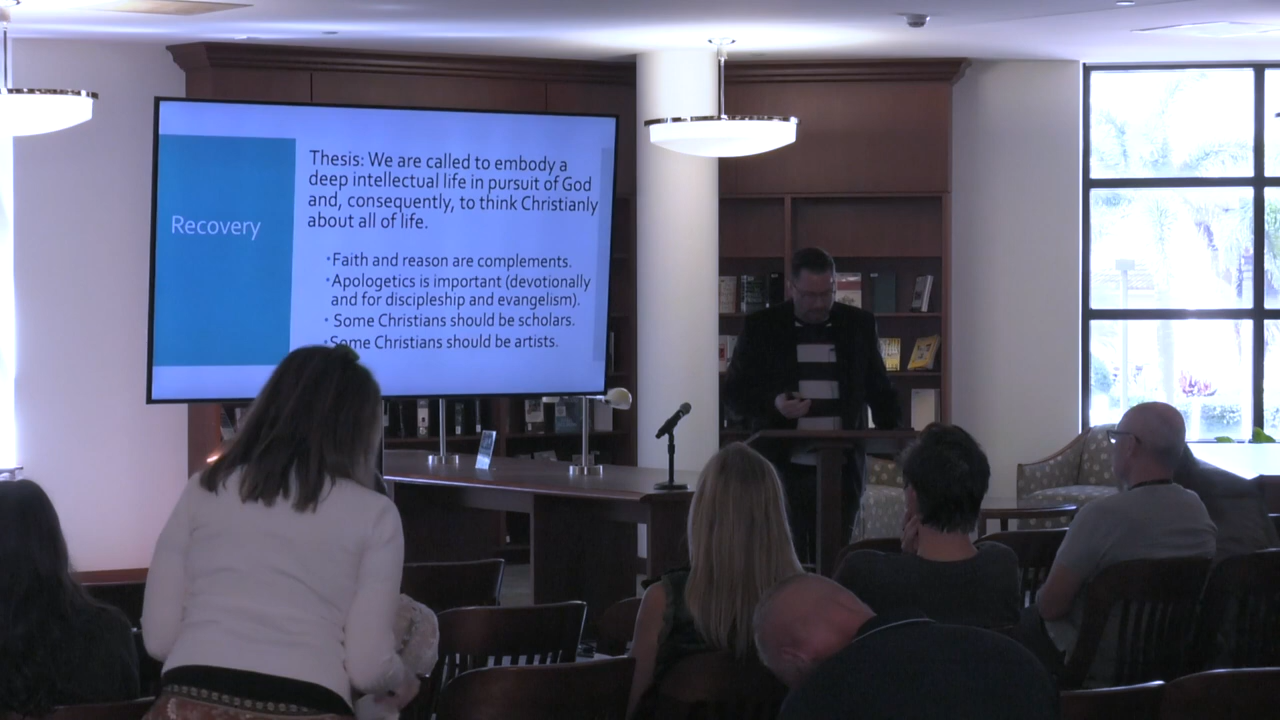 Recovery
Thesis: We are called to embody a
deep intellectual life in pursuit of God
and, consequently, to think Christianly
about all of life.
•Faith and reason are complements.
•Apologetics is important (devotionally
and for discipleship and evangelism).
• Some Christians should be scholars.
•Some Christians should be artists.